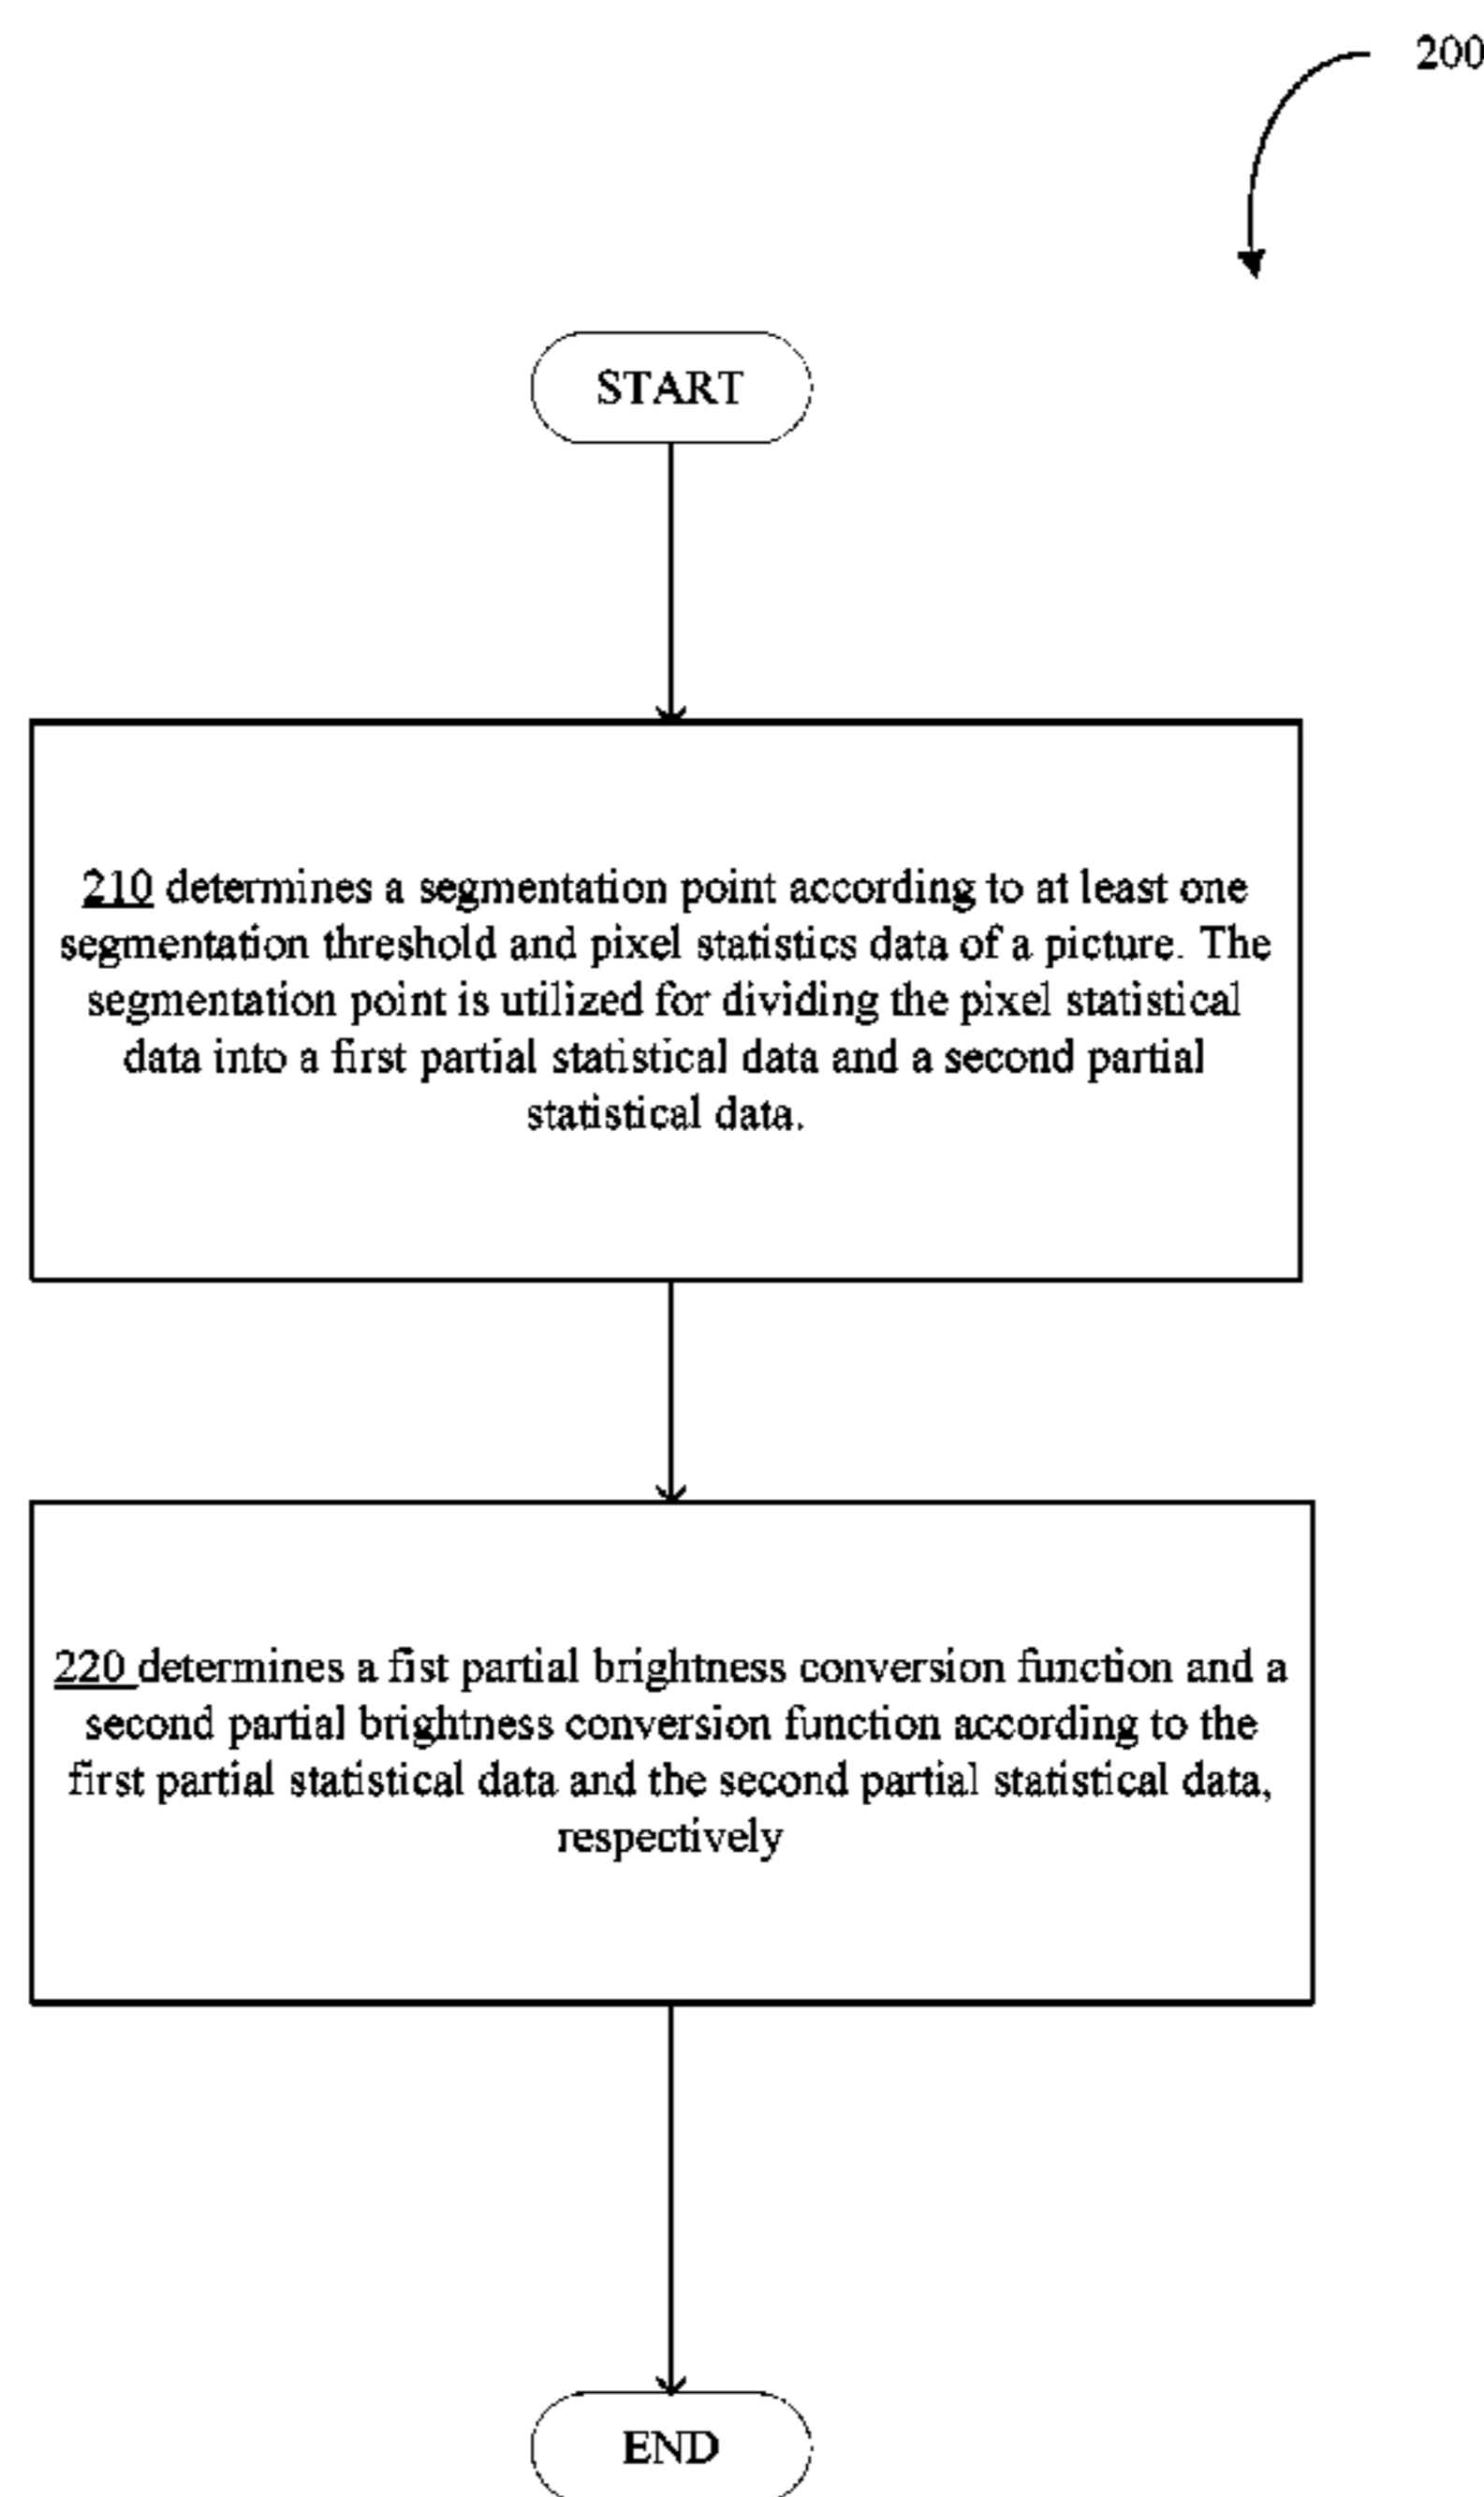 200
START
210 determines a segmentation point according to at least one
segmentation threshold and pixel statistics data of a picture. The
segmentation point is utilized for dividing the pixel statistical
data into a first partial statistical data and a second partial
statistical data.
220 determines a fist partial brightness conversion function and a
second partial brightness conversion function according to the
first partial statistical data and the second partial statistical data,
respectively
END